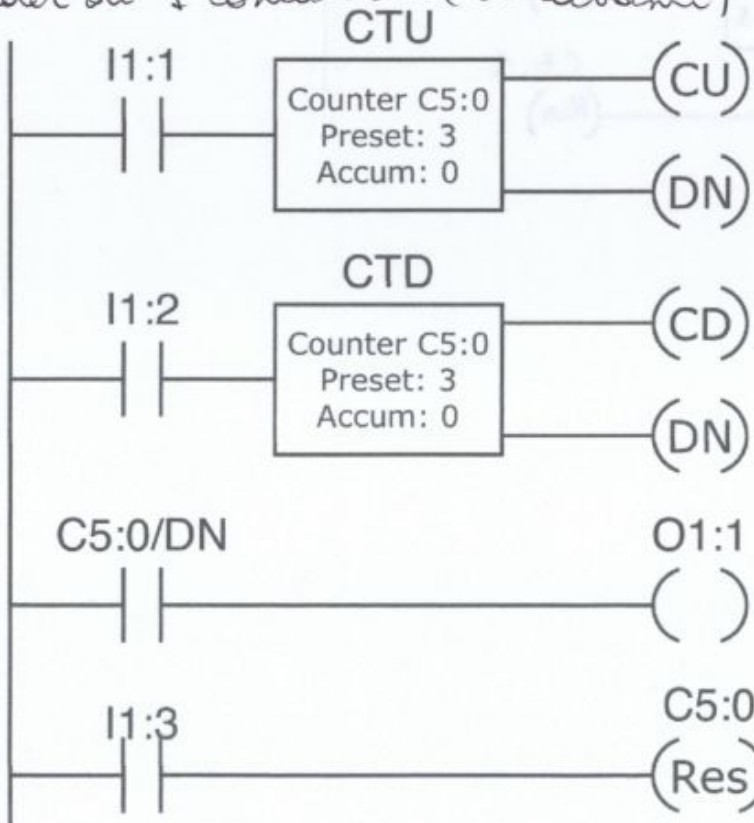 CTU
I1:1
Counter C5:0
Preset: 3
Accum: 0
(CU)
(DN)
CTD
I1:2
Counter C5:0
Preset: 3
Accum: 0
(CD)
(DN)
C5:0/DN
O1:1
I1:3
C5:0
(Res)